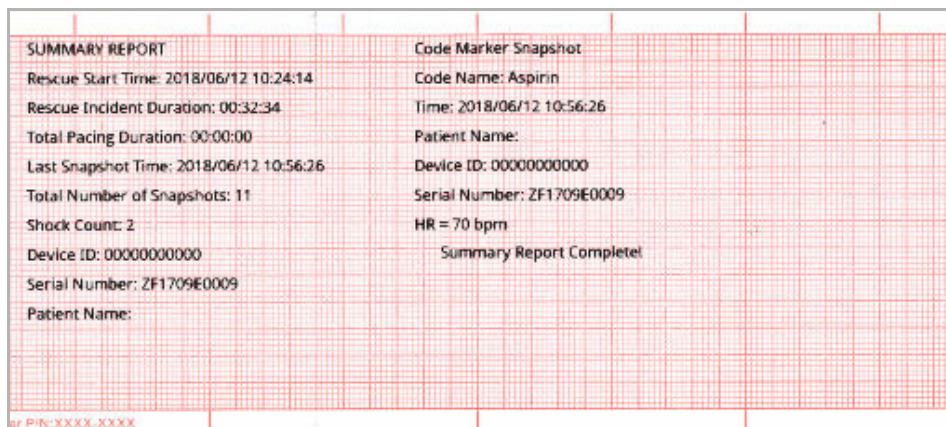 SUMMARY REPORT
Rescue Start Time: 2018/06/12 10:24:14
Rescue Incident Duration: 00:32:34
Total Pacing Duration: 00:00:00
Last Snapshot Time: 2018/06/12 10:56:26
Total Number of Snapshots: 11
Shock Count: 2
Device ID: 00000000000
Serial Number: ZF1709E0009
Patient Name:
Code Marker Snapshot
Code Name: Aspirin
Time: 2018/06/12 10:56:26
Patient Name:
Device ID: 00000000000
Serial Number: ZF1709E0009
HR = 70 bpm
Summary Report Complete!
ar P/N:XXXX-XXXX